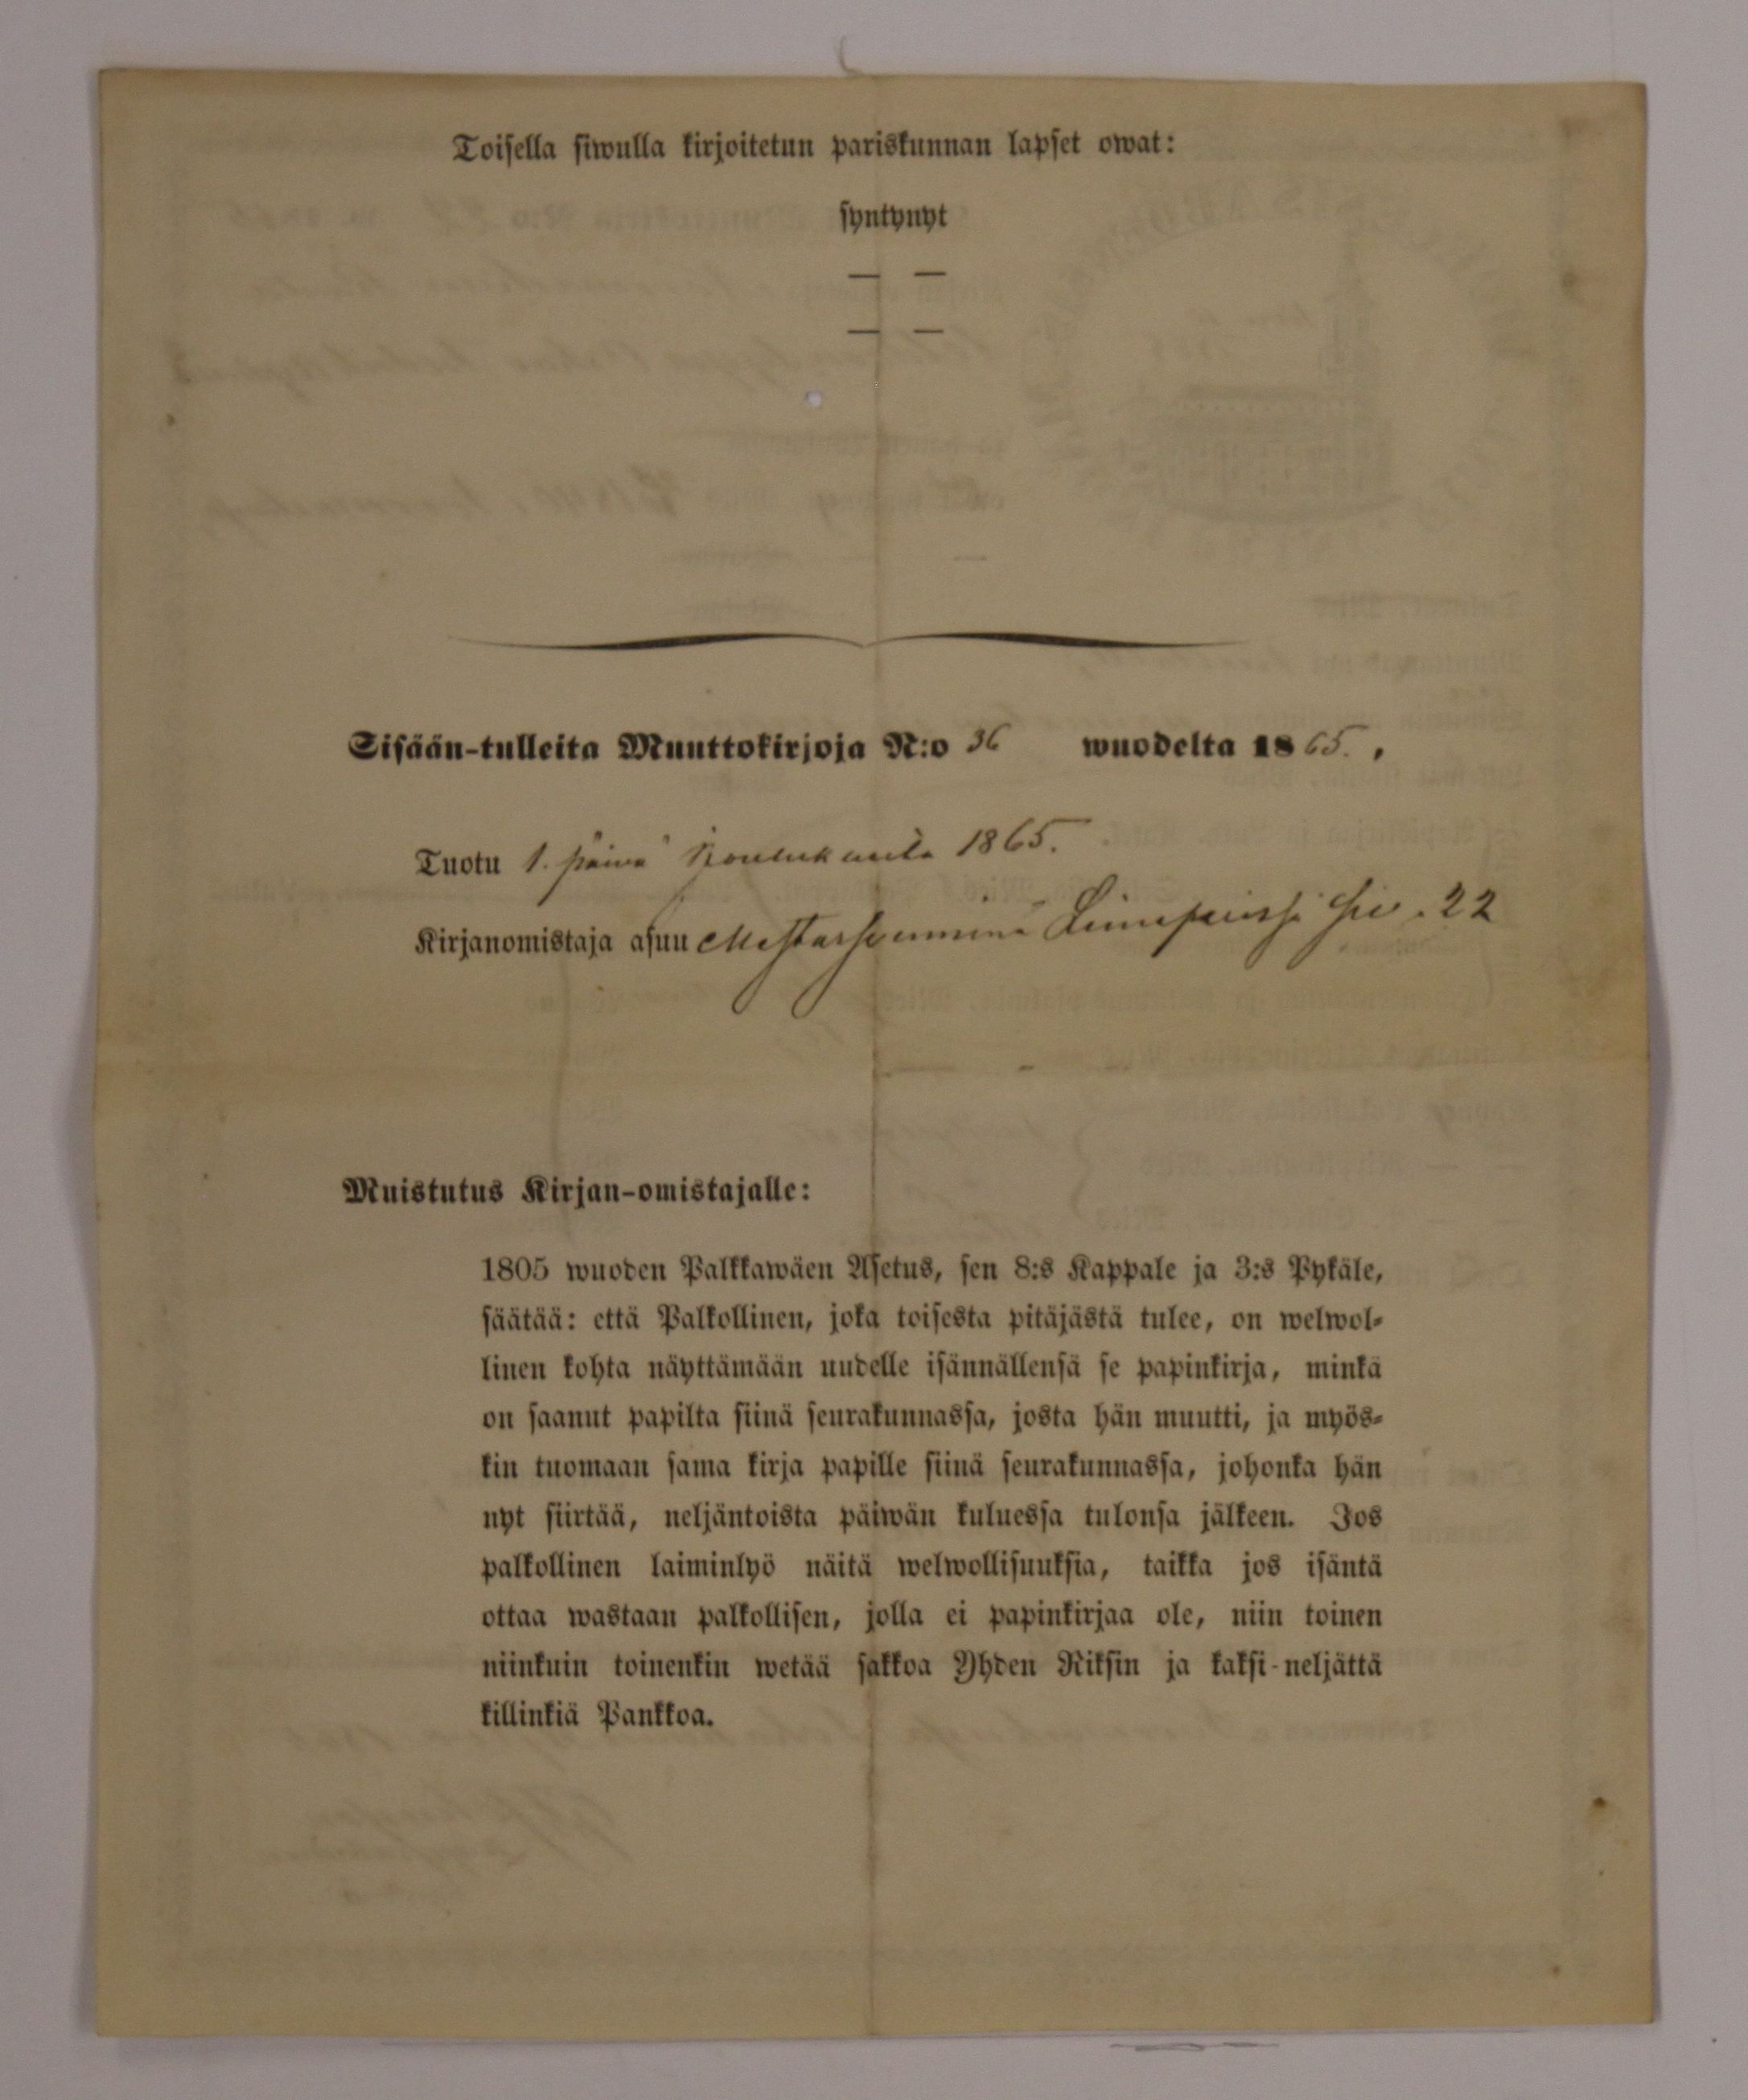 Toisella siwulla kirjoitetun pariskunnan lapset owat:
syntynyt
— —
— —
Sisään-tulleita Muuttokirjoja N:o 36 wuodelta 1865.,
Tuotu 1. päivä Joulukuuta 1865.
Kirjanomistaja asuu siv. 22
Muistutus Kirjan-omistajalle:
1805 wuoden Palkkawäen Asetus, sen 8:s Kappale ja 3:s Pykäle,
säätää: että Palkollinen, joka toisesta pitäjästä tulee, on welwol-
linen kohta näyttämään uudelle isännällensä se papinkirja, minkä
on saanut papilta siinä seurakunnassa, josta hän muutti, ja myös-
kin tuomaan sama kirja papille siinä seurakunnassa, johonka hän
nyt siirtää, neljäntoista päiwän kuluessa tulonsa jälkeen. Jos
palkollinen laiminlyö näitä welwollisuuksia, taikka jos isäntä
ottaa wastaan palkollisen, jolla ei papinkirjaa ole, niin toinen
niinkuin toinenkin wetää sakkoa Yhden Riksin ja kaksi-neljättä
killinkiä Pankkoa.